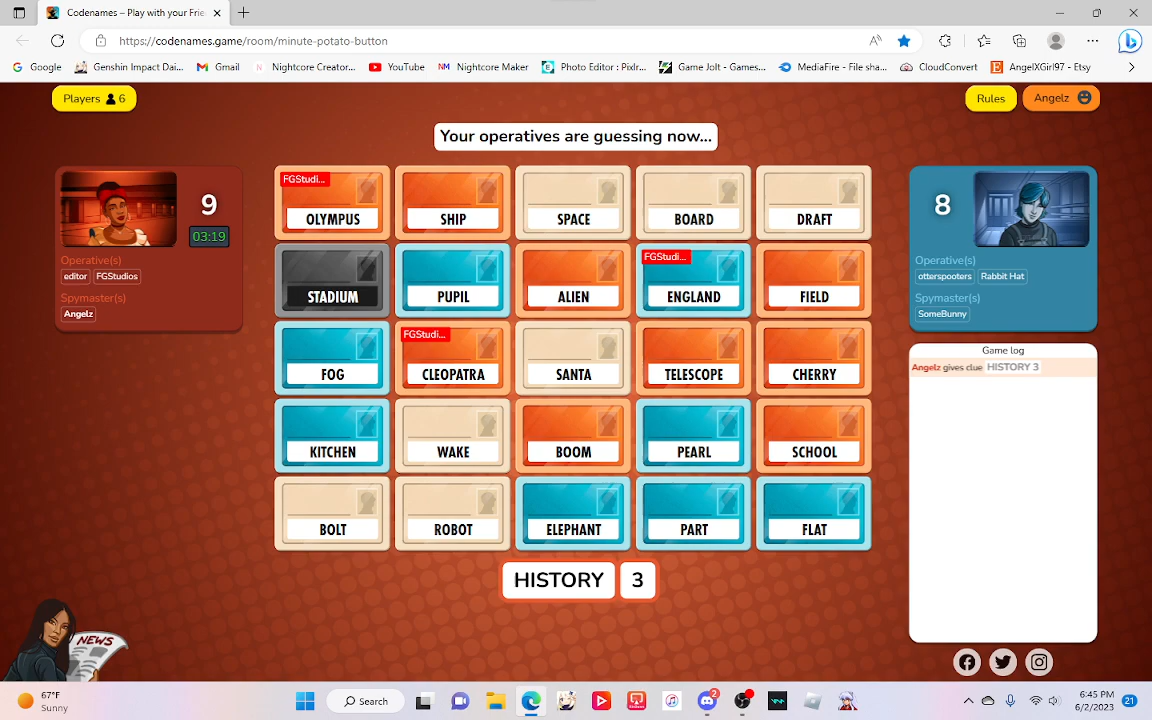 Codenames – Play with your Frie
https://codenames.game/room/minute-potato-button
Google
Genshin Impact Dai...
Gmail
Nightcore Creator...
YouTube
NM Nightcore Maker
Photo Editor : Pixlr...
Game Jolt - Games...
MediaFire - File sha...
CloudConvert
AngelXGirl97 - Etsy
Players 6
Rules
Angelz
Your operatives are guessing now...
9
03:19
Operative(s)
editor FGStudios
Spymaster(s)
Angelz
FGStudi...
OLYMPUS SHIP SPACE BOARD DRAFT
FGStudi...
STADIUM PUPIL ALIEN ENGLAND FIELD
FGStudi...
FOG CLEOPATRA SANTA TELESCOPE CHERRY
KITCHEN WAKE BOOM PEARL SCHOOL
BOLT ROBOT ELEPHANT PART FLAT
HISTORY 3
8
Operative(s)
otterspooters Rabbit Hat
Spymaster(s)
SomeBunny
Game log
Angelz gives clue HISTORY 3
NEWS
67°F
Sunny
Search
2
6:45 PM
6/2/2023
21